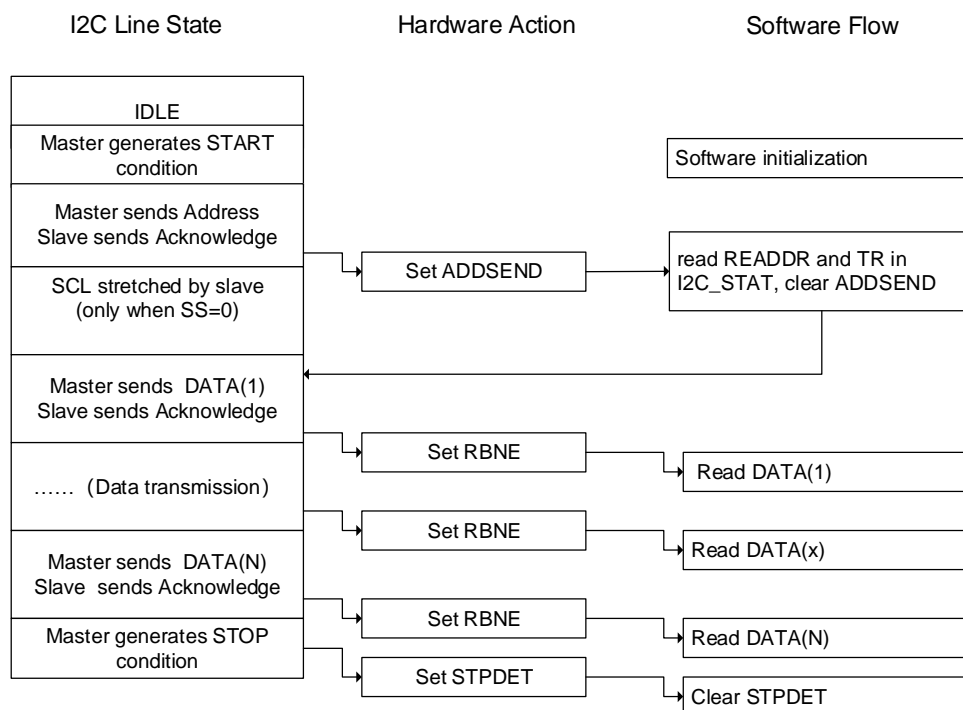 I2C Line State
Hardware Action
Software Flow
IDLE
Master generates START
condition
Software initialization
Master sends Address
Slave sends Acknowledge
Set ADDSEND
read READDR and TR in
I2C_STAT, clear ADDSEND
SCL stretched by slave
(only when SS=0)
Master sends DATA(1)
Slave sends Acknowledge
Set RBNE
Read DATA(1)
…… (Data transmission)
Set RBNE
Read DATA(x)
Master sends DATA(N)
Slave sends Acknowledge
Set RBNE
Read DATA(N)
Master generates STOP
condition
Set STPDET
Clear STPDET